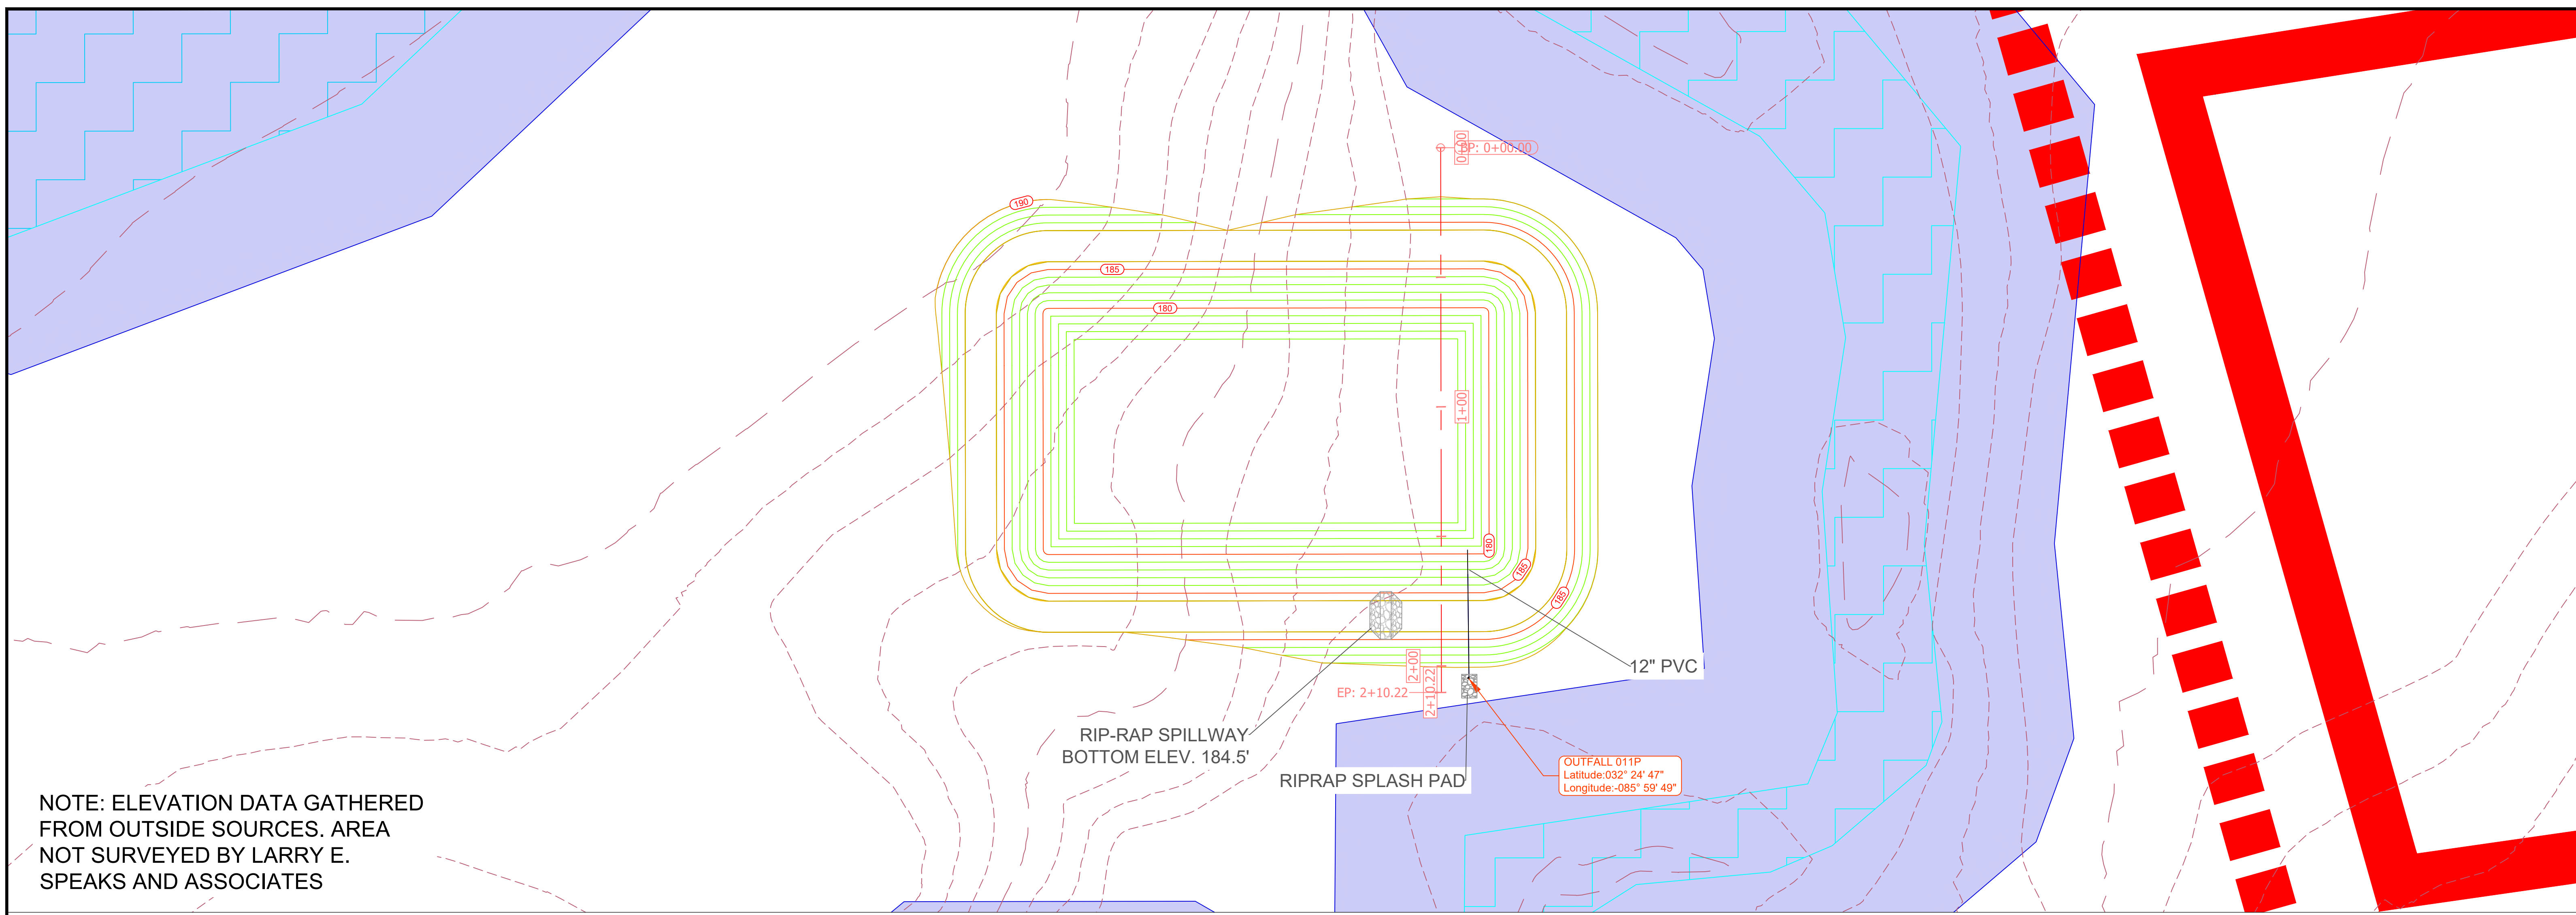 0+00
BP: 0+00.00
190
185
180
1+00
180
185
185
12" PVC
2+00
EP: 2+10.22
2+10.22
RIP-RAP SPILLWAY
BOTTOM ELEV. 184.5'
RIPRAP SPLASH PAD
OUTFALL 011P
Latitude:032° 24' 47"
Longitude:-085° 59' 49"
NOTE: ELEVATION DATA GATHERED
FROM OUTSIDE SOURCES. AREA
NOT SURVEYED BY LARRY E.
SPEAKS AND ASSOCIATES